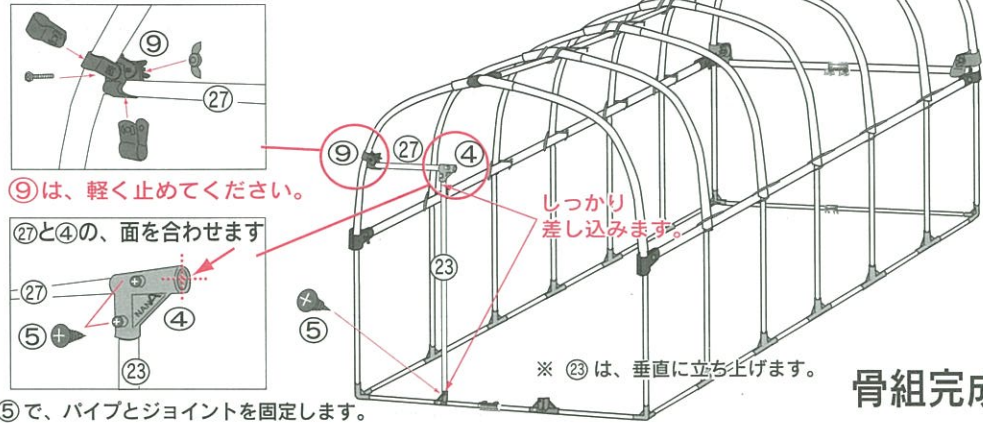 ⑨
㉗
⑨は、軽く止めてください。
⑨ ㉗ ④
しっかり
差し込みます。
㉗と④の、面を合わせます
㉗
④
⑤
㉓
㉓
⑤
※ ㉓は、垂直に立ち上げます。
⑤で、パイプとジョイントを固定します。
骨組完成